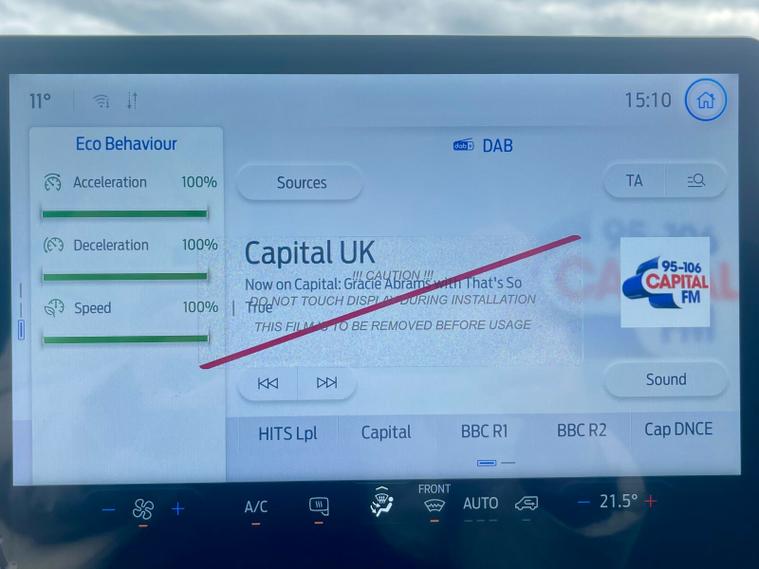 11°
15:10
Eco Behaviour
Acceleration 100%
Deceleration 100%
Speed 100%
dab DAB
Sources
TA
Capital UK
Now on Capital: Gracie Abrams with That's So
True
!!! CAUTION !!!
DO NOT TOUCH DISPLAY DURING INSTALLATION
THIS FILM IS TO BE REMOVED BEFORE USAGE
95-106
CAPITAL
FM
Sound
HITS Lpl Capital BBC R1 BBC R2 Cap DNCE
A/C
FRONT
AUTO
21.5°